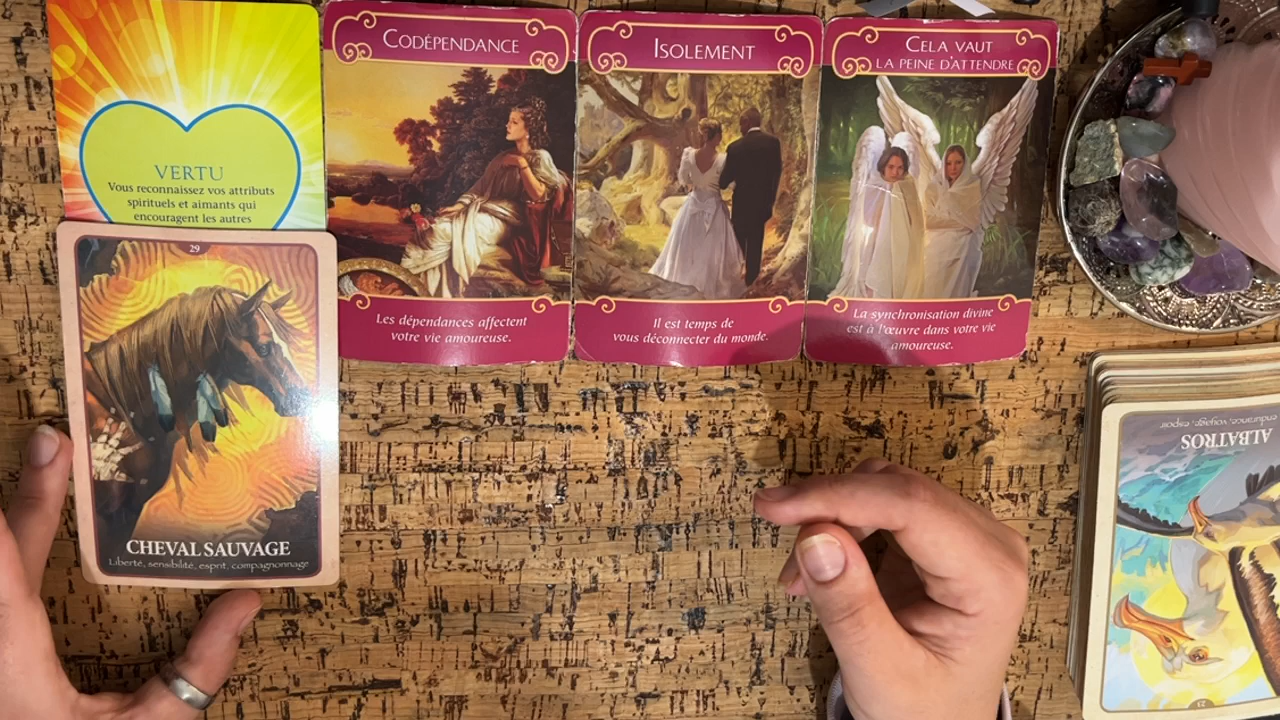 VERTU
Vous reconnaissez vos attributs
spirituels et aimants qui
encouragent les autres
29
CHEVAL SAUVAGE
Liberté, sensibilité, esprit, compagnonnage
CODÉPENDANCE
Les dépendances affectent
votre vie amoureuse.
ISOLEMENT
Il est temps de
vous déconnecter du monde.
CELA VAUT
LA PEINE D'ATTENDRE
La synchronisation divine
est à l'œuvre dans votre vie
amoureuse.
ALBATROS
endurance, voyage, espoir
23